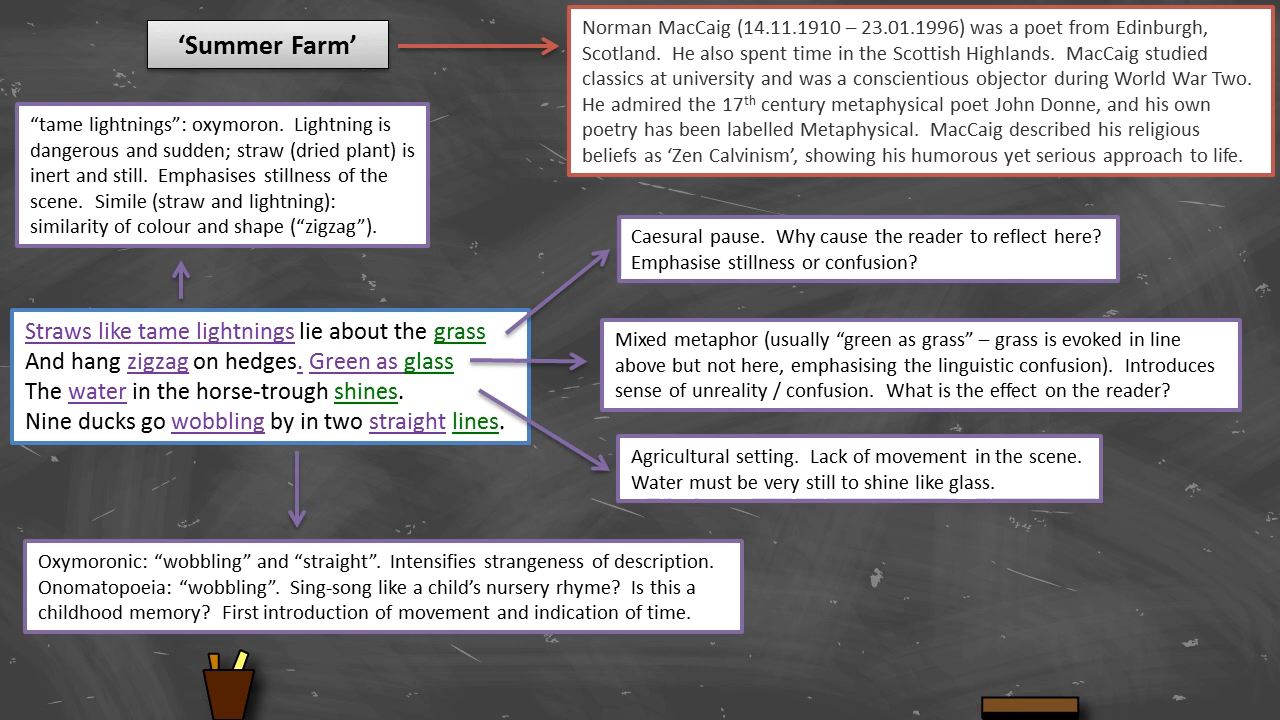 ‘Summer Farm’
Norman MacCaig (14.11.1910 – 23.01.1996) was a poet from Edinburgh,
Scotland.  He also spent time in the Scottish Highlands.  MacCaig studied
classics at university and was a conscientious objector during World War Two.
He admired the 17th century metaphysical poet John Donne, and his own
poetry has been labelled Metaphysical.  MacCaig described his religious
beliefs as ‘Zen Calvinism’, showing his humorous yet serious approach to life.
“tame lightnings”: oxymoron.  Lightning is
dangerous and sudden; straw (dried plant) is
inert and still.  Emphasises stillness of the
scene.  Simile (straw and lightning):
similarity of colour and shape (“zigzag”).
Caesural pause.  Why cause the reader to reflect here?
Emphasise stillness or confusion?
Straws like tame lightnings lie about the grass
And hang zigzag on hedges. Green as glass
The water in the horse-trough shines.
Nine ducks go wobbling by in two straight lines.
Mixed metaphor (usually “green as grass” – grass is evoked in line
above but not here, emphasising the linguistic confusion).  Introduces
sense of unreality / confusion.  What is the effect on the reader?
Agricultural setting.  Lack of movement in the scene.
Water must be very still to shine like glass.
Oxymoronic: “wobbling” and “straight”.  Intensifies strangeness of description.
Onomatopoeia: “wobbling”.  Sing-song like a child’s nursery rhyme?  Is this a
childhood memory?  First introduction of movement and indication of time.